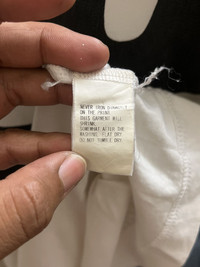 NEVER IRON DIRECTLY
ON THE PRINT
THIS GARMENT WILL
SHRINK
SOMEWHAT AFTER THE
WASHING. FLAT DRY
DO NOT TUMBLE DRY